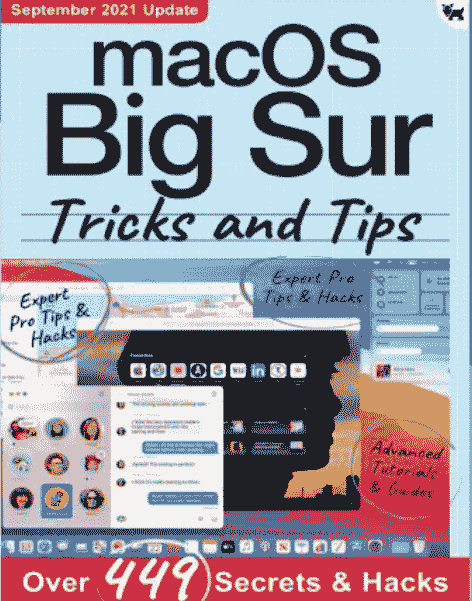 September 2021 Update
macOS
Big Sur
Tricks and Tips
Expert Pro
Tips & Hacks
Expert
Pro Tips &
Hacks
Advanced
Tutorials
& Guides
Over 449 Secrets & Hacks